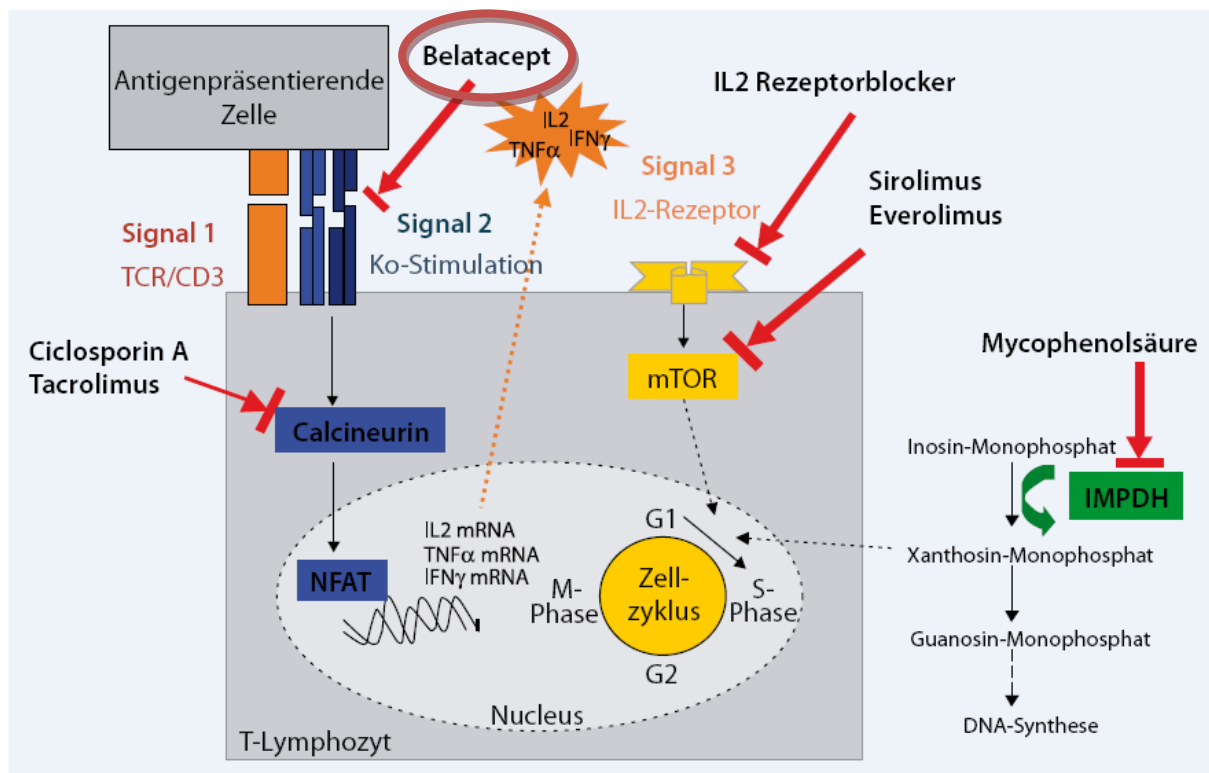 Antigenpräsentierende
Zelle
Belatacept
IL2
TNFα
IFNγ
IL2 Rezeptorblocker
Signal 3
IL2-Rezeptor
Sirolimus
Everolimus
Signal 1
TCR/CD3
Signal 2
Ko-Stimulation
Ciclosporin A
Tacrolimus
Calcineurin
mTOR
Mycophenolsäure
Inosin-Monophosphat
IMPDH
Xanthosin-Monophosphat
Guanosin-Monophosphat
DNA-Synthese
NFAT
IL2 mRNA
TNFα mRNA
IFNγ mRNA
G1
M-
Phase
Zell-
zyklus
S-
Phase
G2
Nucleus
T-Lymphozyt